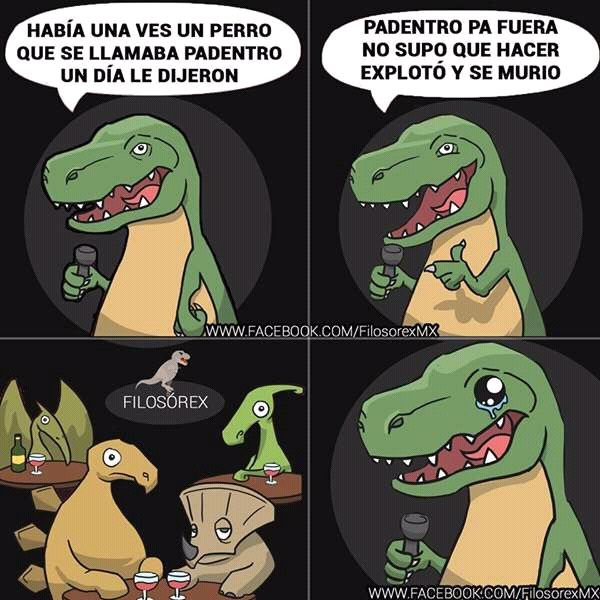 HABÍA UNA VES UN PERRO
QUE SE LLAMABA PADENTRO
UN DÍA LE DIJERON
PADENTRO PA FUERA
NO SUPO QUE HACER
EXPLOTÓ Y SE MURIO
WWW.FACEBOOK.COM/FilosorexMX
FILOSÓREX
WWW.FACEBOOK.COM/FilosorexMX